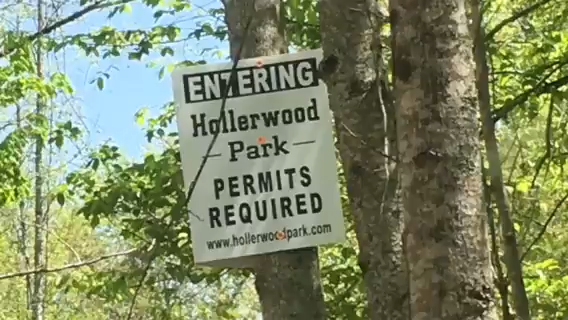 ENTERING
Hollerwood
— Park —
PERMITS
REQUIRED
www.hollerwoodpark.com